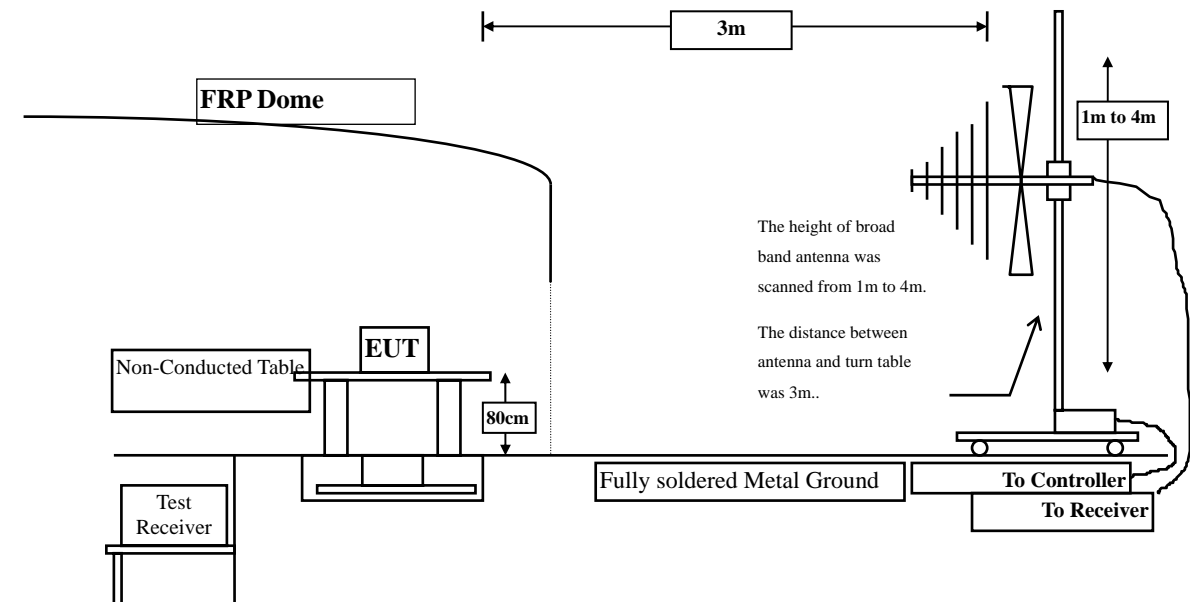 3m
FRP Dome
1m to 4m
The height of broad
band antenna was
scanned from 1m to 4m.
The distance between
antenna and turn table
was 3m..
EUT
Non-Conducted Table
80cm
Fully soldered Metal Ground
To Controller
To Receiver
Test
Receiver